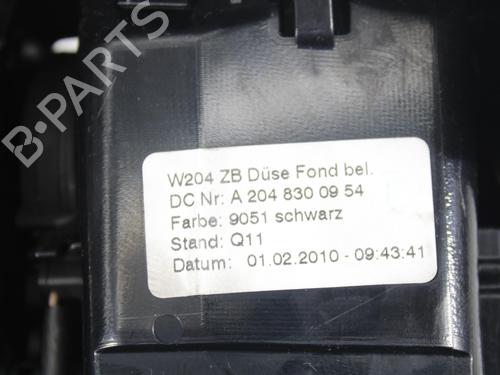 B-PARTS
W204 ZB Düse Fond bel.
DC Nr: A 204 830 09 54
Farbe: 9051 schwarz
Stand: Q11
Datum: 01.02.2010 - 09:43:41